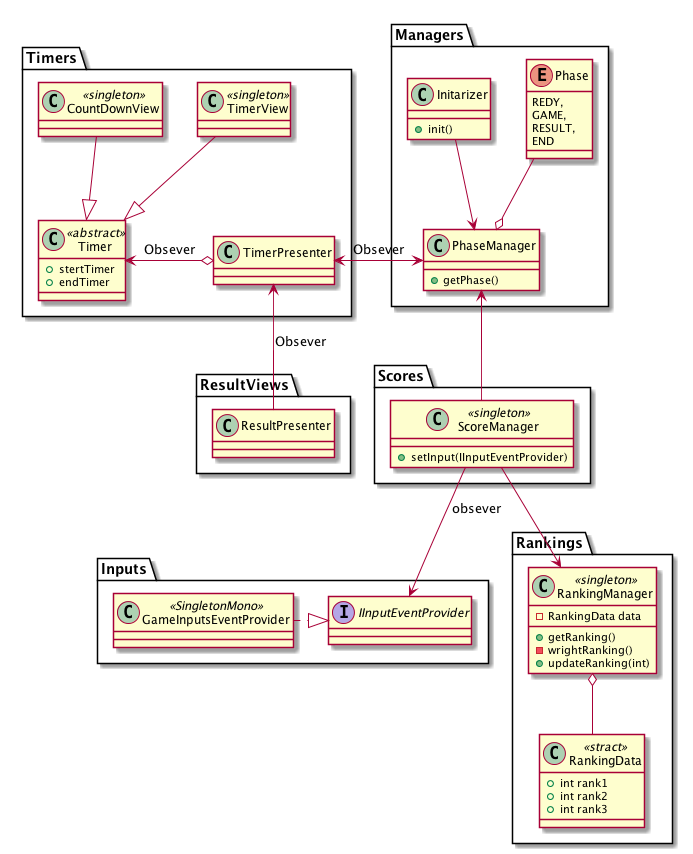 Timers
C «singleton»
CountDownView
C «singleton»
TimerView
C «abstract»
Timer
stertTimer
endTimer
Obsever
C TimerPresenter
Obsever
Managers
C Initarizer
init()
E Phase
REDY,
GAME,
RESULT,
END
C PhaseManager
getPhase()
Obsever
ResultViews
C ResultPresenter
Scores
C «singleton»
ScoreManager
setInput(IInputEventProvider)
obsever
Inputs
C «SingletonMono»
GameInputsEventProvider
I IInputEventProvider
Rankings
C «singleton»
RankingManager
RankingData data
getRanking()
wrightRanking()
updateRanking(int)
C «stract»
RankingData
int rank1
int rank2
int rank3